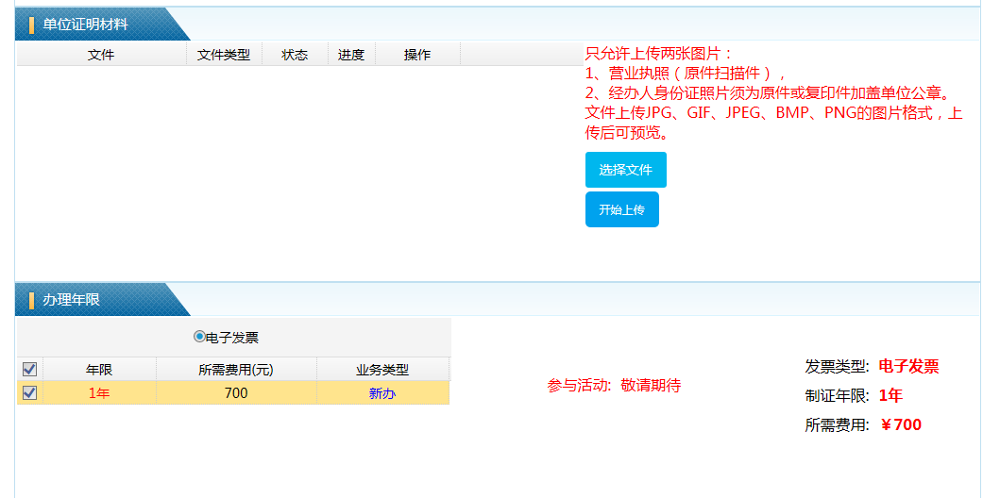 单位证明材料
文件 文件类型 状态 进度 操作
只允许上传两张图片：
1、营业执照（原件扫描件），
2、经办人身份证照片须为原件或复印件加盖单位公章。
文件上传JPG、GIF、JPEG、BMP、PNG的图片格式，上
传后可预览。
选择文件
开始上传
办理年限
电子发票
年限 所需费用(元) 业务类型
1年 700 新办
参与活动: 敬请期待
发票类型: 电子发票
制证年限: 1年
所需费用: ￥700